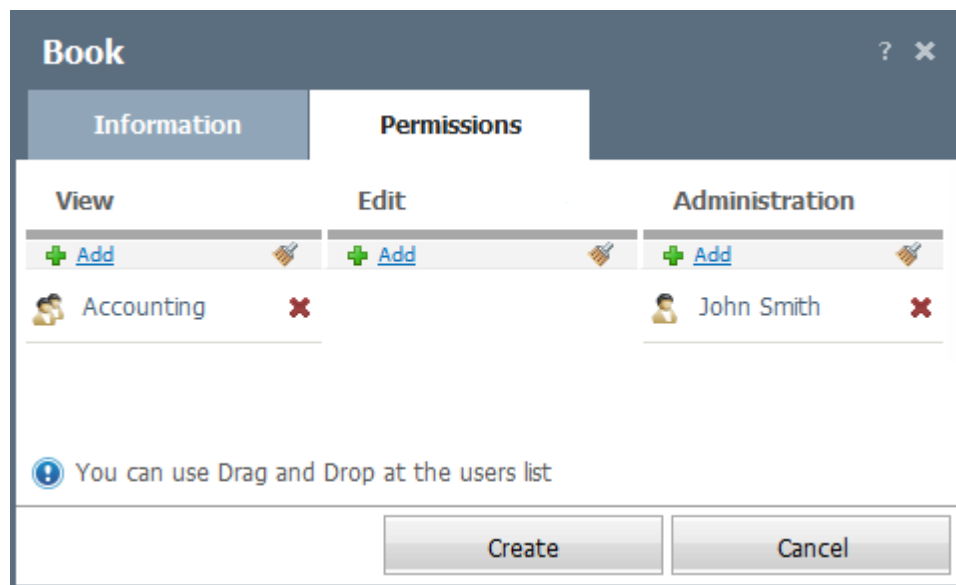 Book ?
Information Permissions
View Edit Administration
Add Add Add
Accounting John Smith
You can use Drag and Drop at the users list
Create Cancel